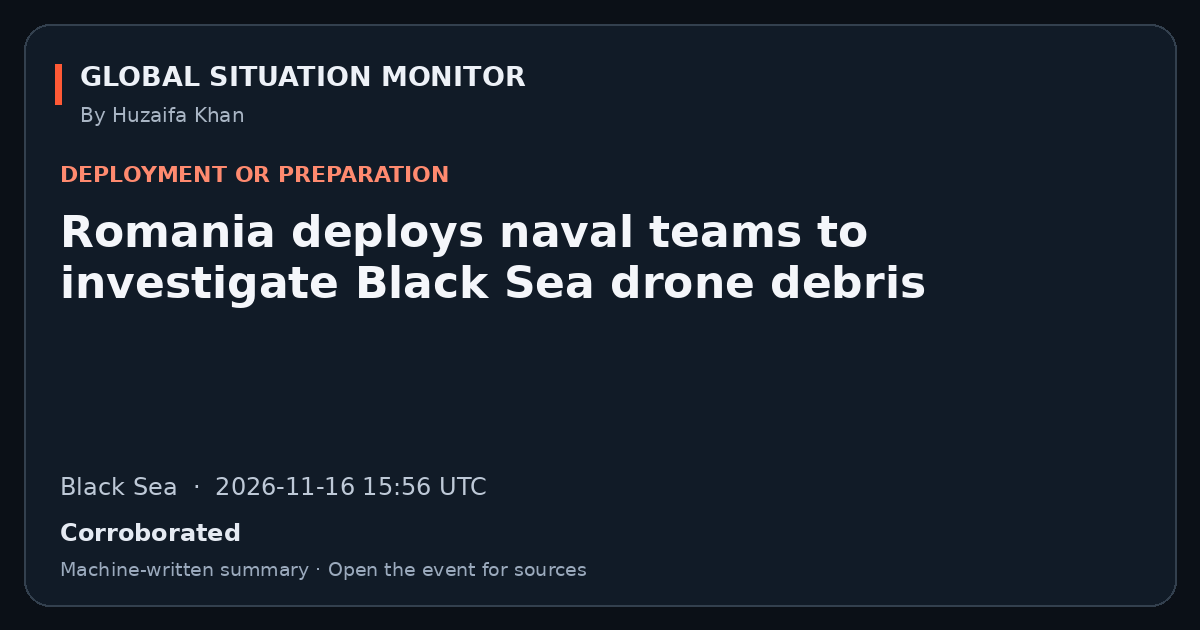 GLOBAL SITUATION MONITOR
By Huzaifa Khan
DEPLOYMENT OR PREPARATION
Romania deploys naval teams to
investigate Black Sea drone debris
Black Sea · 2026-11-16 15:56 UTC
Corroborated
Machine-written summary · Open the event for sources